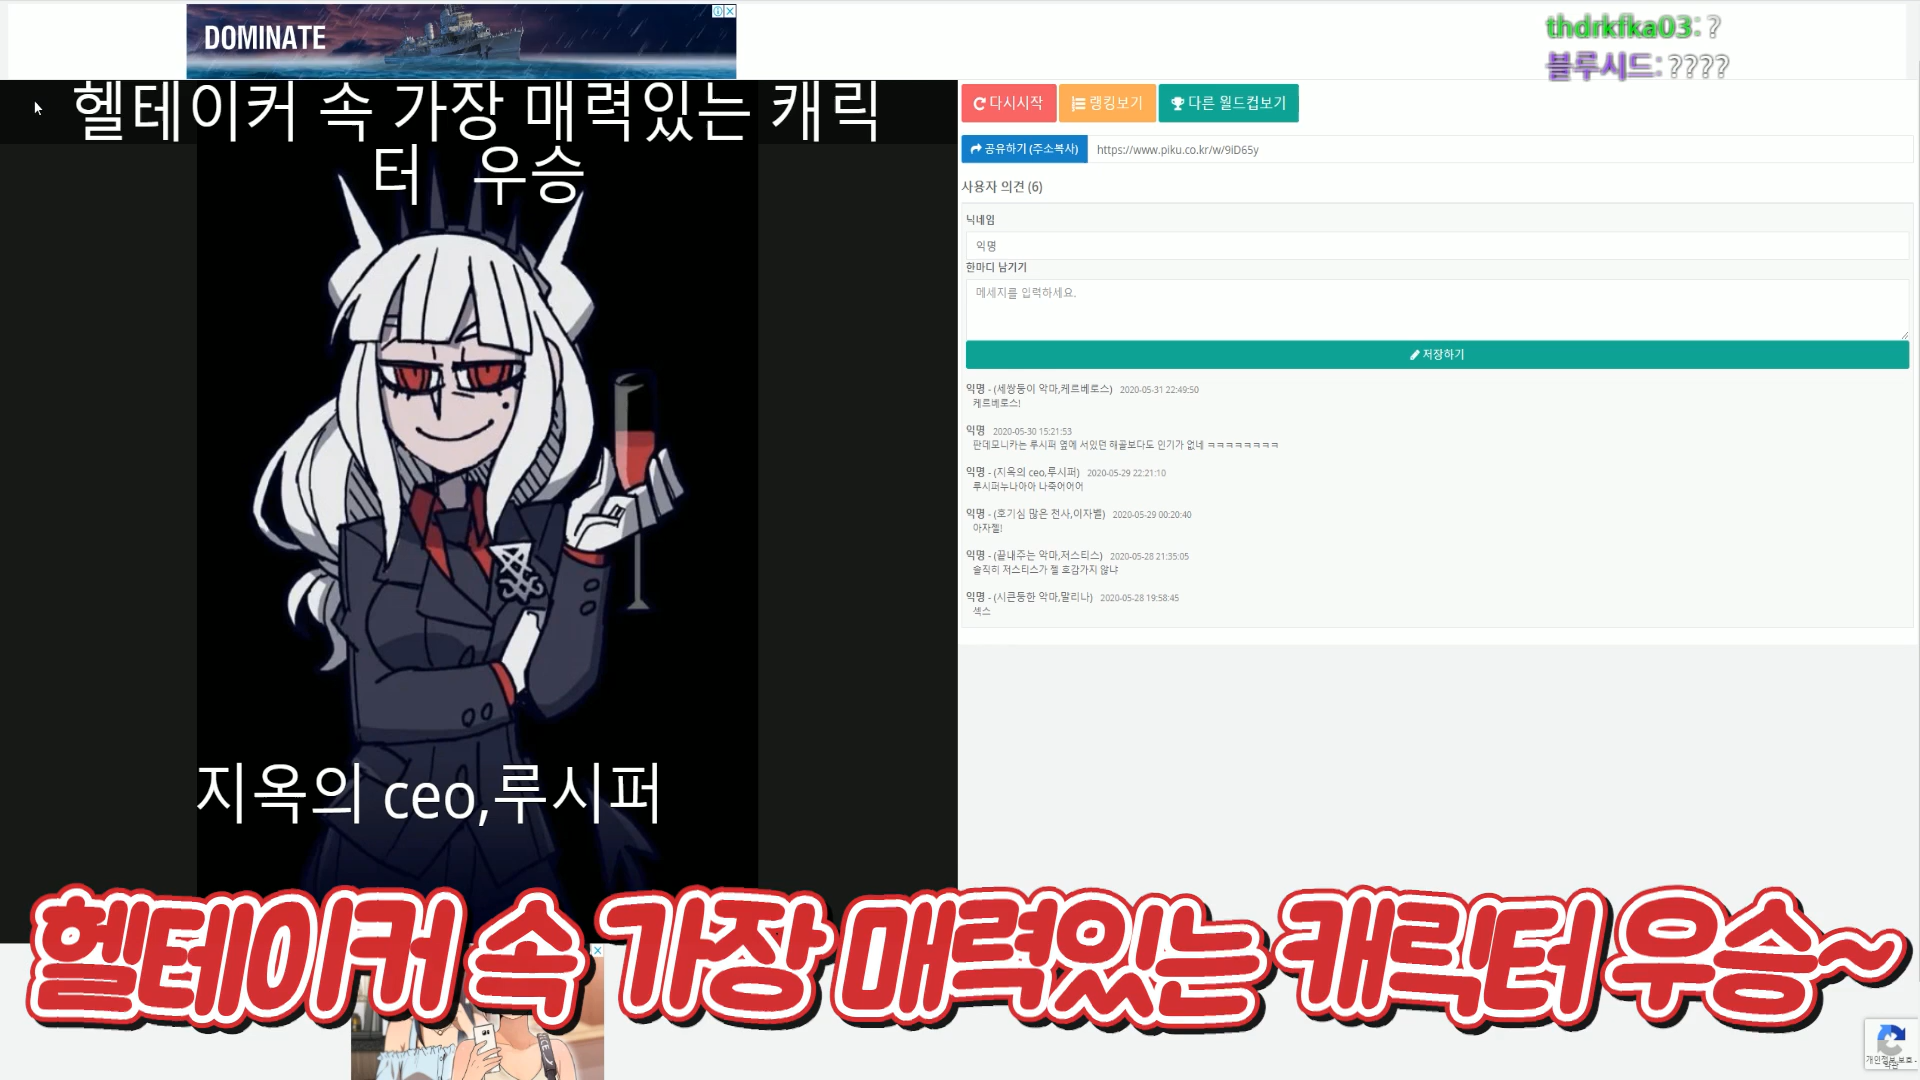 DOMINATE
thdrkfka03: ?
블루시드: ????
헬테이커 속 가장 매력있는 캐릭
터 우승
지옥의 ceo,루시퍼
다시시작 랭킹보기 다른 월드컵보기
공유하기 (주소복사) https://www.piku.co.kr/w/9iD65y
사용자 의견 (6)
닉네임
익명
한마디 남기기
메세지를 입력하세요.
저장하기
익명 - (세쌍둥이 악마,케르베로스) 2020-05-31 22:49:50
케르베로스!
익명 2020-05-30 15:21:53
판데모니카는 루시퍼 옆에 서있던 해골보다도 인기가 없네 ㅋㅋㅋㅋㅋㅋㅋㅋ
익명 - (지옥의 ceo,루시퍼) 2020-05-29 22:21:10
루시퍼누나아아 나죽어어어
익명 - (호기심 많은 천사,아자벨) 2020-05-29 00:20:40
아자젤!
익명 - (끝내주는 악마,저스티스) 2020-05-28 21:35:05
솔직히 저스티스가 젤 호감가지 않냐
익명 - (시큰둥한 악마,말리나) 2020-05-28 19:58:45
섹스
헬테이커 속 가장 매력있는 캐릭터 우승~
개인정보 보호 -
약관